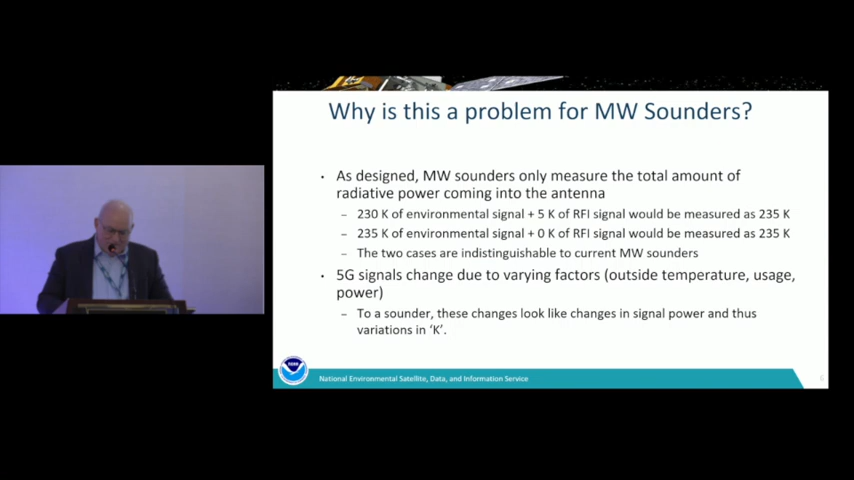 Why is this a problem for MW Sounders?
• As designed, MW sounders only measure the total amount of
radiative power coming into the antenna
– 230 K of environmental signal + 5 K of RFI signal would be measured as 235 K
– 235 K of environmental signal + 0 K of RFI signal would be measured as 235 K
– The two cases are indistinguishable to current MW sounders
• 5G signals change due to varying factors (outside temperature, usage,
power)
– To a sounder, these changes look like changes in signal power and thus
variations in ‘K’.
National Environmental Satellite, Data, and Information Service
6